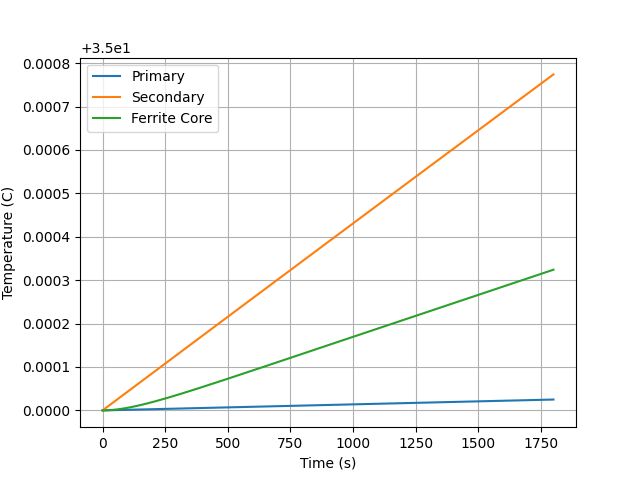 +3.5e1
0.0008
0.0007
0.0006
0.0005
0.0004
0.0003
0.0002
0.0001
0.0000
Temperature (C)
Primary
Secondary
Ferrite Core
0 250 500 750 1000 1250 1500 1750
Time (s)